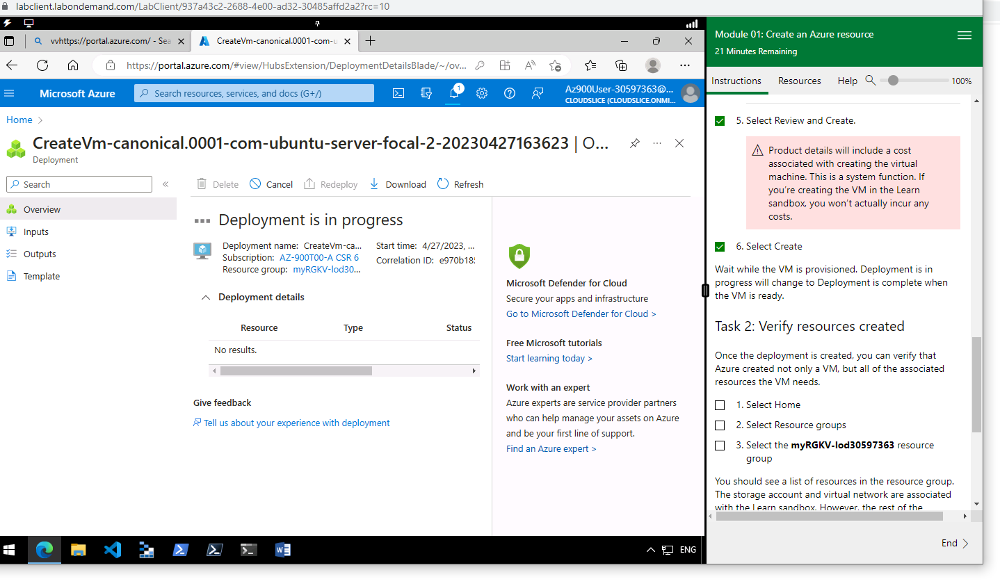 labclient.labondemand.com/LabClient/937a43c2-2688-4e00-ad32-30485affd2a2?rc=10
vvhttps://portal.azure.com/ - Sea
CreateVm-canonical.0001-com-u
https://portal.azure.com/#view/HubsExtension/DeploymentDetailsBlade/~/ov...
Microsoft Azure
Search resources, services, and docs (G+/)
1
Az900User-30597363@...
CLOUDSLICE (CLOUDSLICE.ONMI...
Home
CreateVm-canonical.0001-com-ubuntu-server-focal-2-20230427163623 | O...
Deployment
Search
«
Delete
Cancel
Redeploy
Download
Refresh
Overview
Inputs
Outputs
Template
Deployment is in progress
Deployment name: CreateVm-ca...
Subscription: AZ-900T00-A CSR 6
Resource group: myRGKV-lod30...
Start time: 4/27/2023, ...
Correlation ID: e970b185
Deployment details
Resource Type Status
No results.
Give feedback
Tell us about your experience with deployment
Microsoft Defender for Cloud
Secure your apps and infrastructure
Go to Microsoft Defender for Cloud >
Free Microsoft tutorials
Start learning today >
Work with an expert
Azure experts are service provider partners
who can help manage your assets on Azure
and be your first line of support.
Find an Azure expert >
ENG
Module 01: Create an Azure resource
21 Minutes Remaining
Instructions
Resources
Help
100%
5. Select Review and Create.
Product details will include a cost
associated with creating the virtual
machine. This is a system function. If
you're creating the VM in the Learn
sandbox, you won't actually incur any
costs.
6. Select Create
Wait while the VM is provisioned. Deployment is in
progress will change to Deployment is complete when
the VM is ready.
Task 2: Verify resources created
Once the deployment is created, you can verify that
Azure created not only a VM, but all of the associated
resources the VM needs.
1. Select Home
2. Select Resource groups
3. Select the myRGKV-lod30597363 resource
group
You should see a list of resources in the resource group.
The storage account and virtual network are associated
with the Learn sandbox. However, the rest of the
End